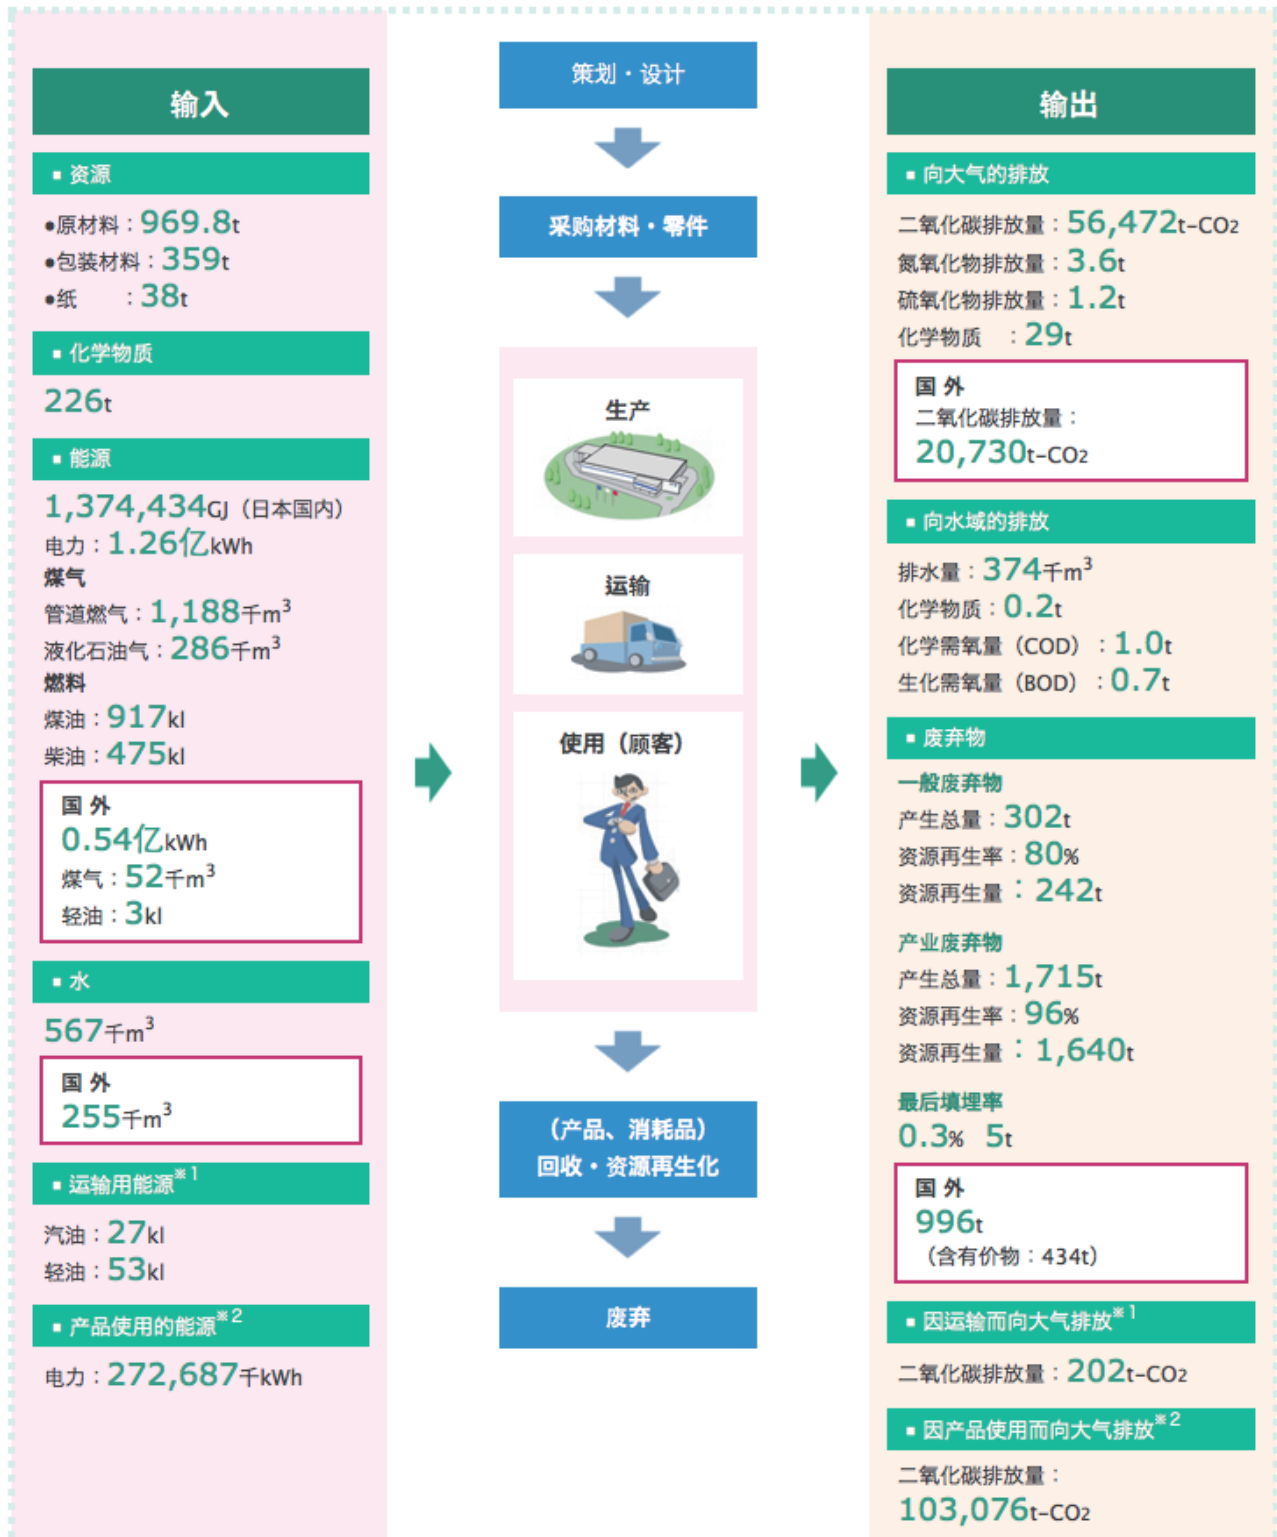 输入
■ 资源
●原材料：969.8t
●包装材料：359t
●纸　　：38t
■ 化学物质
226t
■ 能源
1,374,434GJ（日本国内）
电力：1.26亿kWh
煤气
管道燃气：1,188千m³
液化石油气：286千m³
燃料
煤油：917kl
柴油：475kl
国 外
0.54亿kWh
煤气：52千m³
轻油：3kl
■ 水
567千m³
国 外
255千m³
■ 运输用能源※1
汽油：27kl
轻油：53kl
■ 产品使用的能源※2
电力：272,687千kWh
策划・设计
采购材料・零件
生产
运输
使用（顾客）
（产品、消耗品）
回收・资源再生化
废弃
输出
■ 向大气的排放
二氧化碳排放量：56,472t-CO2
氮氧化物排放量：3.6t
硫氧化物排放量：1.2t
化学物质　：29t
国 外
二氧化碳排放量：
20,730t-CO2
■ 向水域的排放
排水量：374千m³
化学物质：0.2t
化学需氧量（COD）：1.0t
生化需氧量（BOD）：0.7t
■ 废弃物
一般废弃物
产生总量：302t
资源再生率：80%
资源再生量：242t
产业废弃物
产生总量：1,715t
资源再生率：96%
资源再生量：1,640t
最后填埋率
0.3%　5t
国 外
996t
（含有价物：434t）
■ 因运输而向大气排放※1
二氧化碳排放量：202t-CO2
■ 因产品使用而向大气排放※2
二氧化碳排放量：
103,076t-CO2